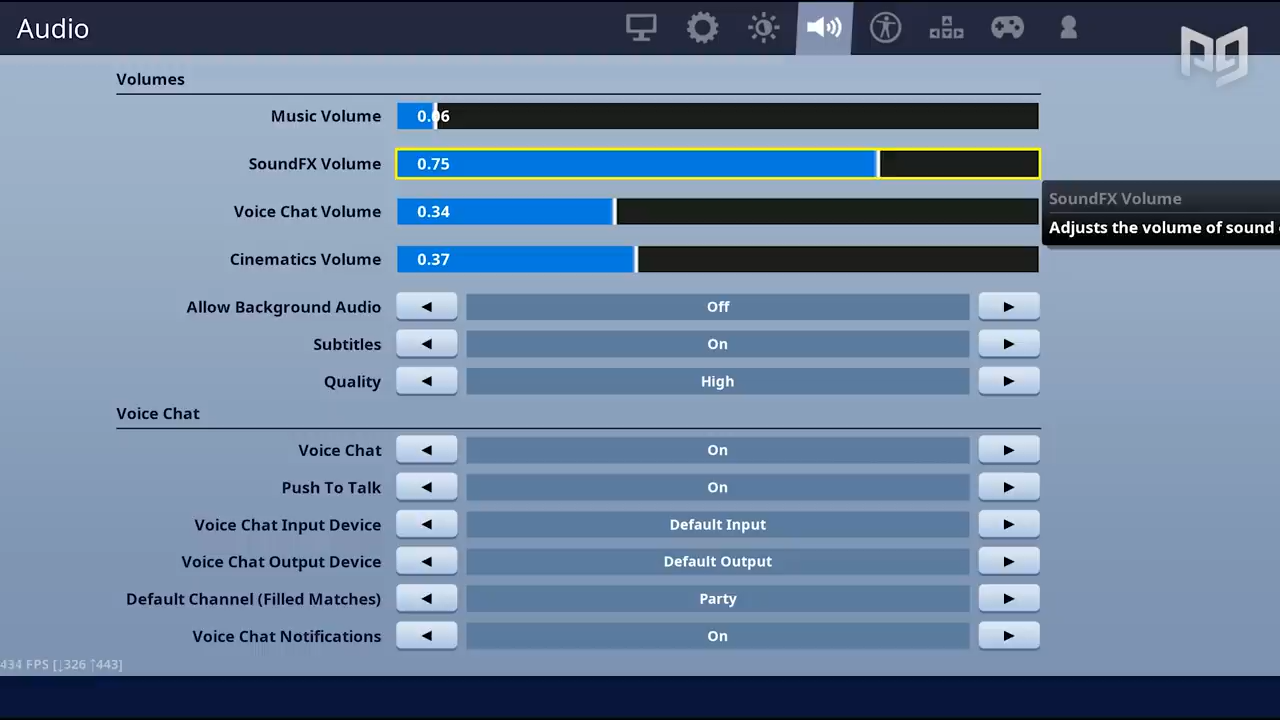 Audio
Volumes
Music Volume 0.06
SoundFX Volume 0.75
SoundFX Volume
Voice Chat Volume 0.34
Adjusts the volume of sound
Cinematics Volume 0.37
Allow Background Audio ◄ Off ►
Subtitles ◄ On ►
Quality ◄ High ►
Voice Chat
Voice Chat ◄ On ►
Push To Talk ◄ On ►
Voice Chat Input Device ◄ Default Input ►
Voice Chat Output Device ◄ Default Output ►
Default Channel (Filled Matches) ◄ Party ►
Voice Chat Notifications ◄ On ►
434 FPS [↓326 ↑443]